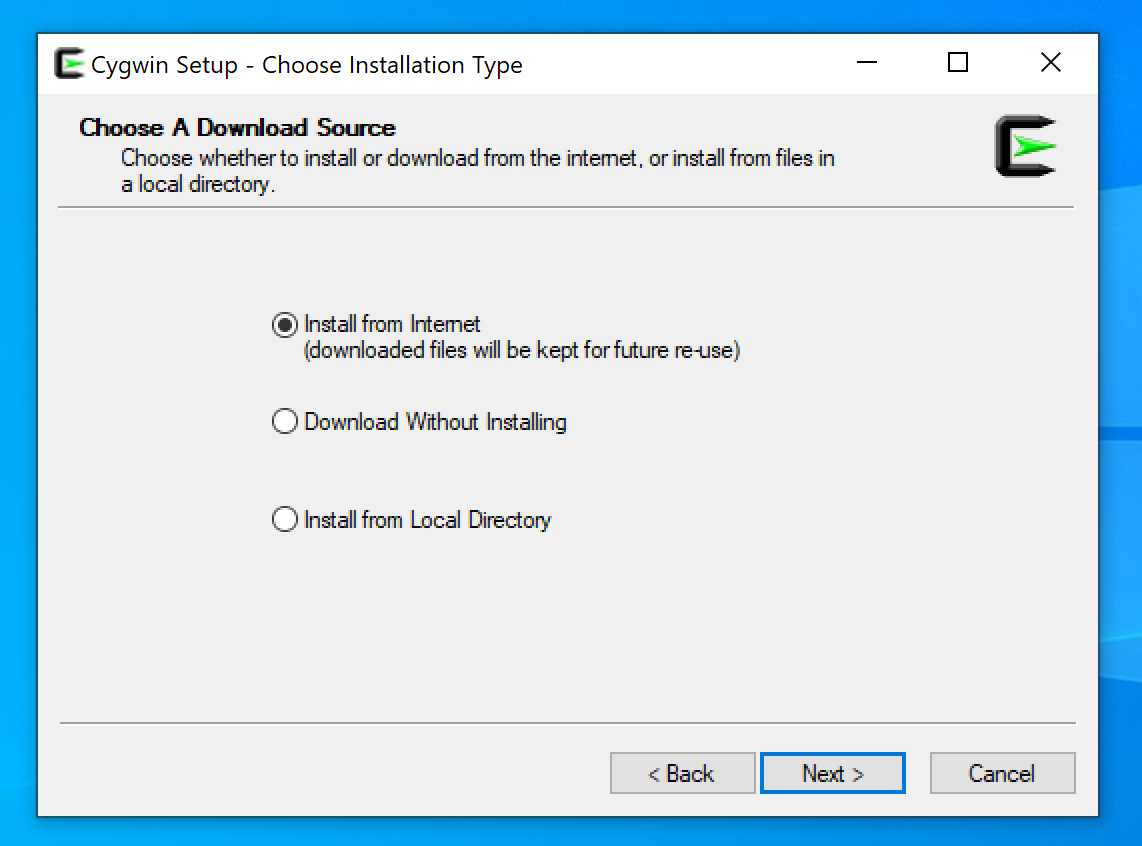 Cygwin Setup - Choose Installation Type
Choose A Download Source
Choose whether to install or download from the internet, or install from files in
a local directory.
Install from Internet
(downloaded files will be kept for future re-use)
Download Without Installing
Install from Local Directory
< Back
Next >
Cancel